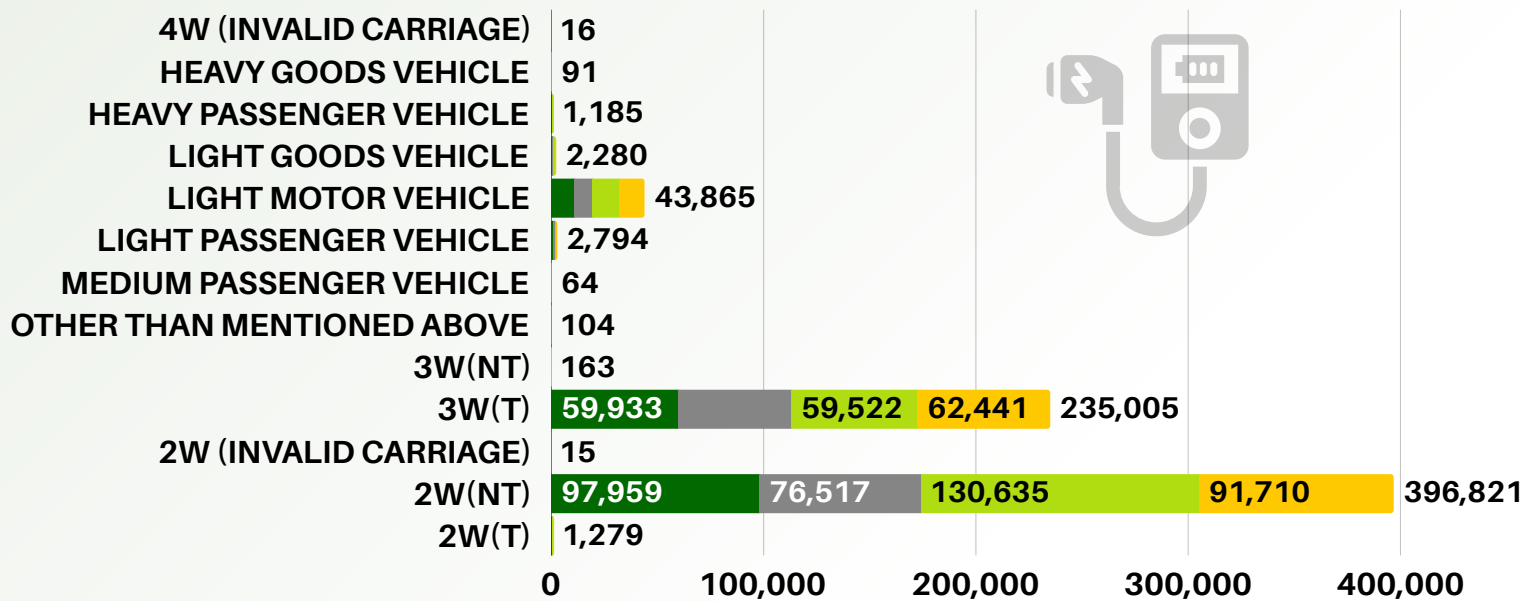 4W (INVALID CARRIAGE) 16
HEAVY GOODS VEHICLE 91
HEAVY PASSENGER VEHICLE 1,185
LIGHT GOODS VEHICLE 2,280
LIGHT MOTOR VEHICLE 43,865
LIGHT PASSENGER VEHICLE 2,794
MEDIUM PASSENGER VEHICLE 64
OTHER THAN MENTIONED ABOVE 104
3W(NT) 163
3W(T) 59,933 59,522 62,441 235,005
2W (INVALID CARRIAGE) 15
2W(NT) 97,959 76,517 130,635 91,710 396,821
2W(T) 1,279
0 100,000 200,000 300,000 400,000